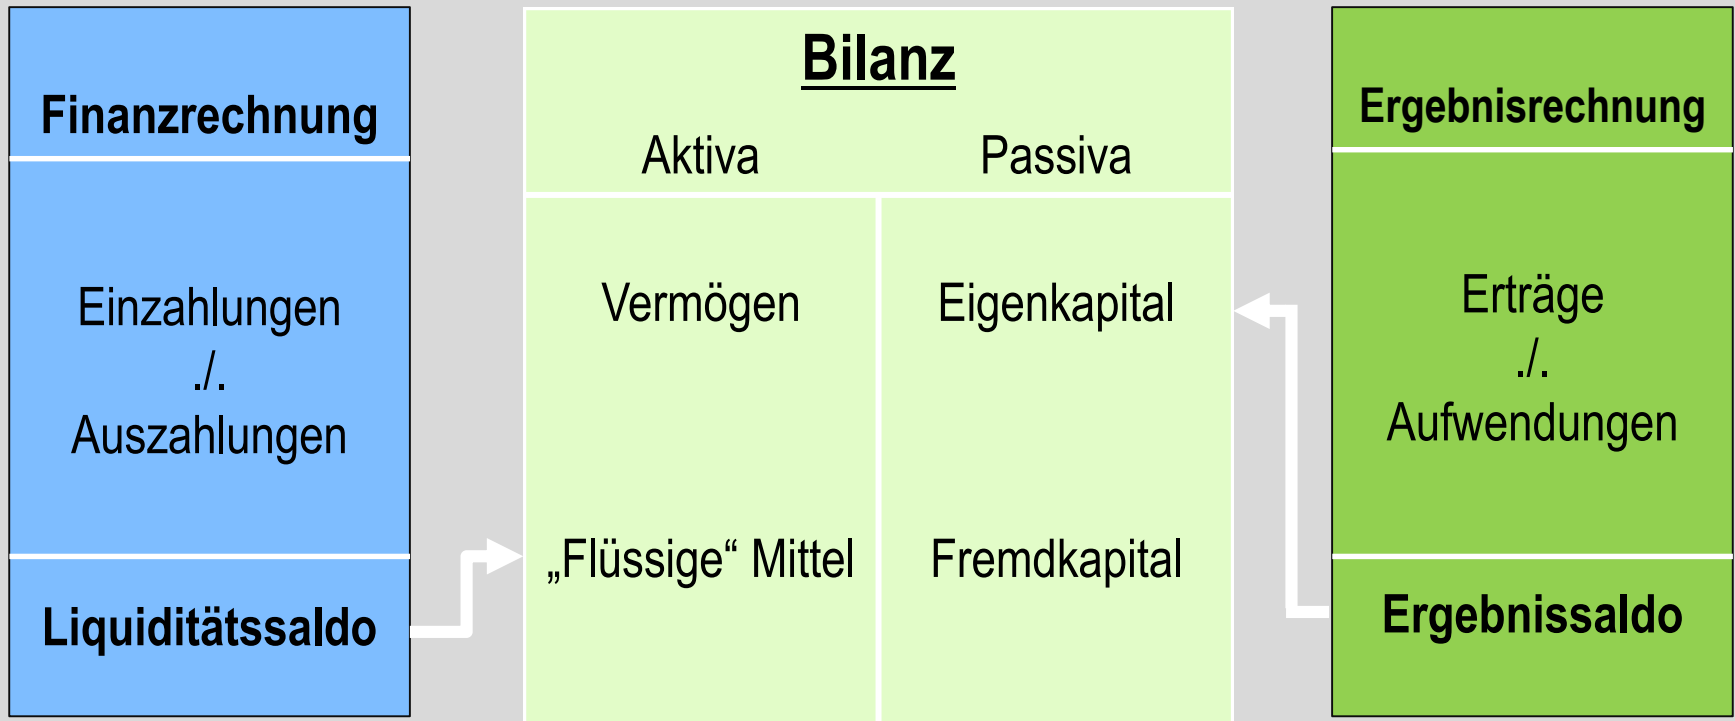 Finanzrechnung
Einzahlungen
./.
Auszahlungen
Liquiditätssaldo
Bilanz
Aktiva Passiva
Vermögen Eigenkapital
„Flüssige“ Mittel Fremdkapital
Ergebnisrechnung
Erträge
./.
Aufwendungen
Ergebnissaldo